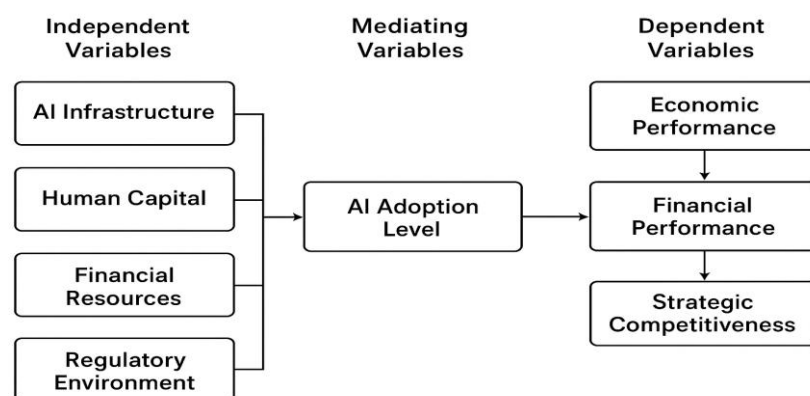 Independent
Variables
Mediating
Variables
Dependent
Variables
AI Infrastructure
Human Capital
Financial
Resources
Regulatory
Environment
AI Adoption
Level
Economic
Performance
Financial
Performance
Strategic
Competitiveness